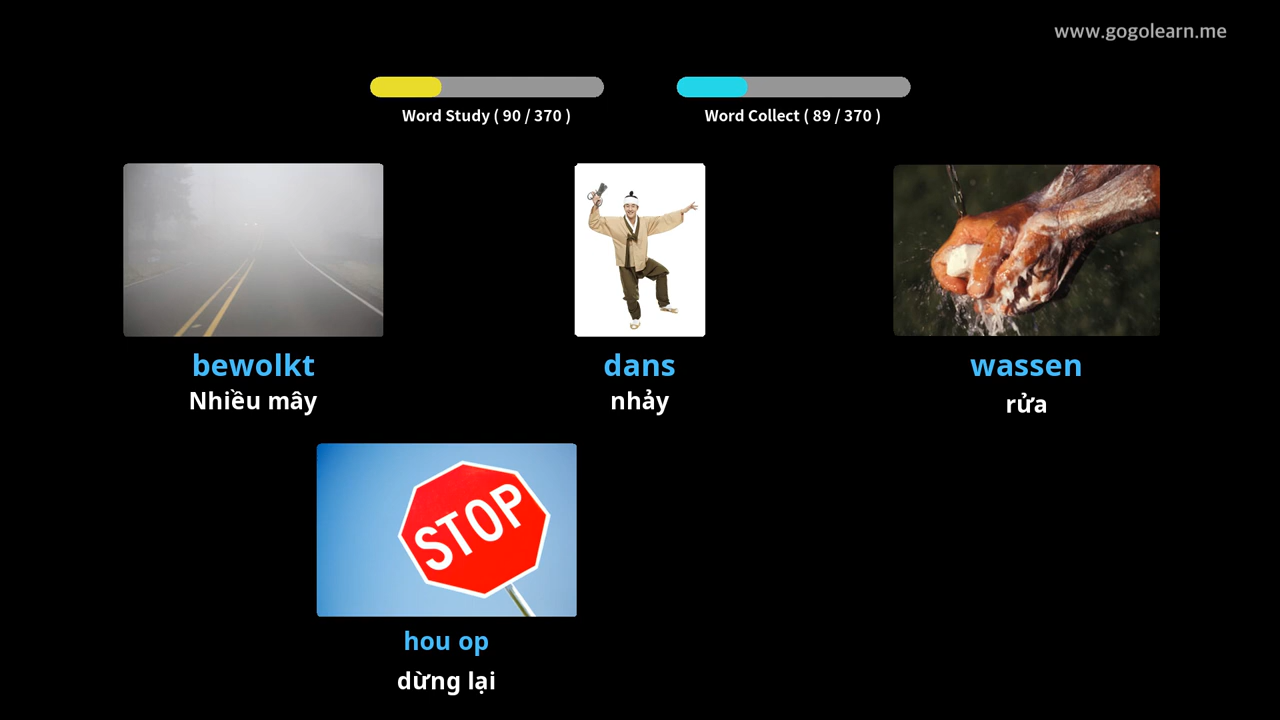 www.gogolearn.me
Word Study ( 90 / 370 )
Word Collect ( 89 / 370 )
bewolkt
Nhiều mây
dans
nhảy
wassen
rửa
STOP
hou op
dừng lại